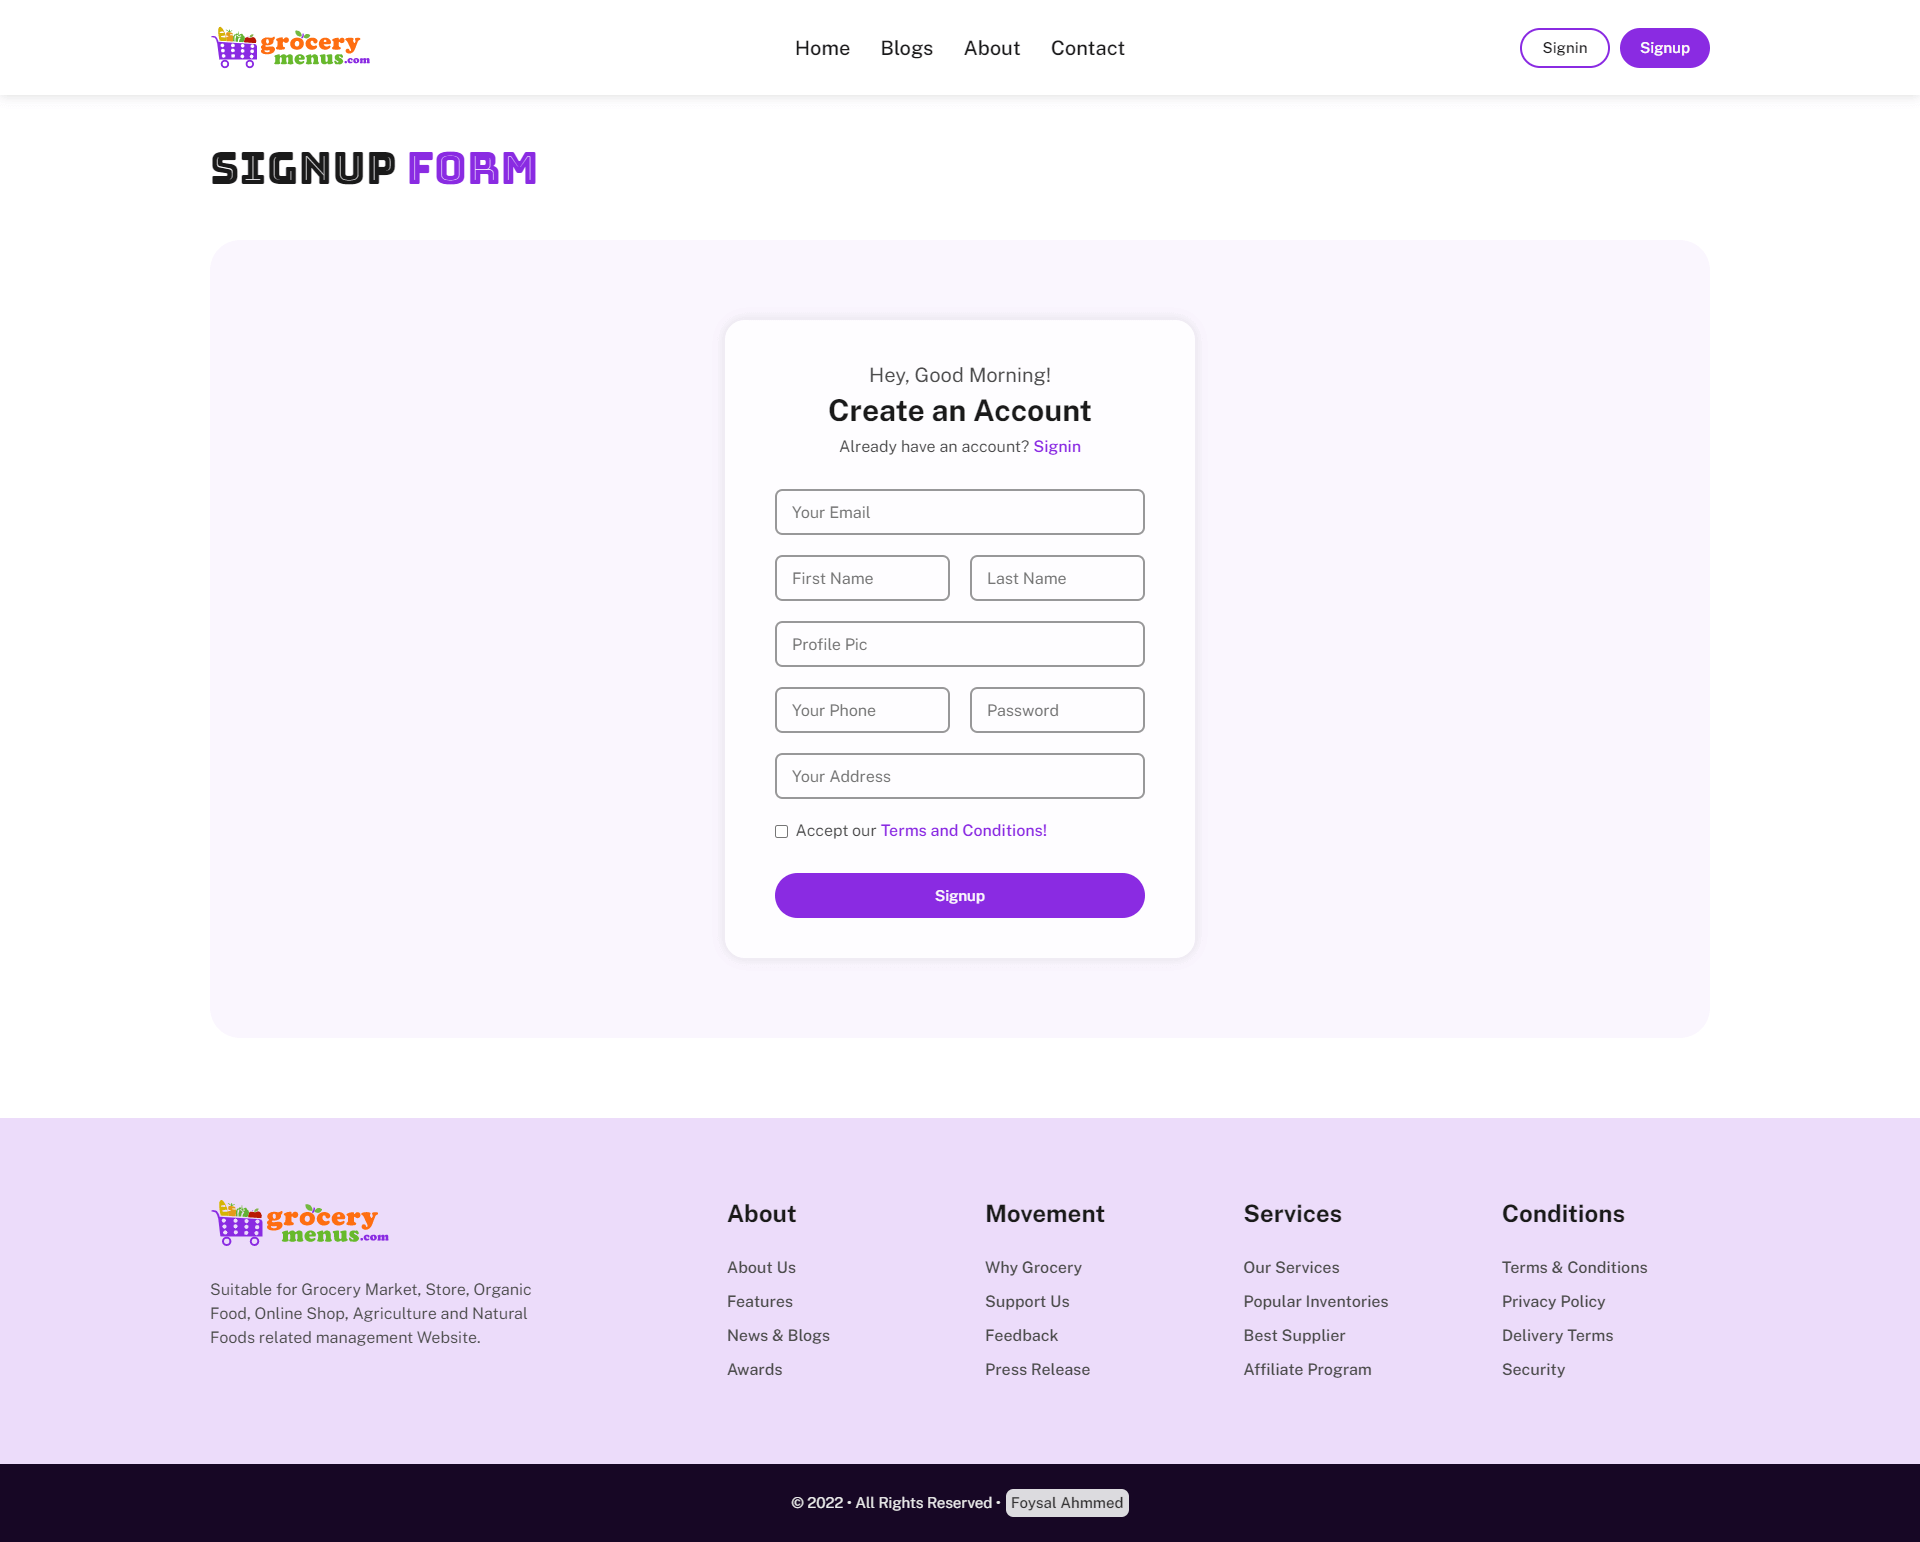 grocery
menus.com
Home
Blogs
About
Contact
Signin
Signup
SIGNUP FORM
Hey, Good Morning!
Create an Account
Already have an account? Signin
Your Email
First Name
Last Name
Profile Pic
Your Phone
Password
Your Address
Accept our Terms and Conditions!
Signup
grocery
menus.com
Suitable for Grocery Market, Store, Organic
Food, Online Shop, Agriculture and Natural
Foods related management Website.
About
About Us
Features
News & Blogs
Awards
Movement
Why Grocery
Support Us
Feedback
Press Release
Services
Our Services
Popular Inventories
Best Supplier
Affiliate Program
Conditions
Terms & Conditions
Privacy Policy
Delivery Terms
Security
© 2022 • All Rights Reserved • Foysal Ahmmed